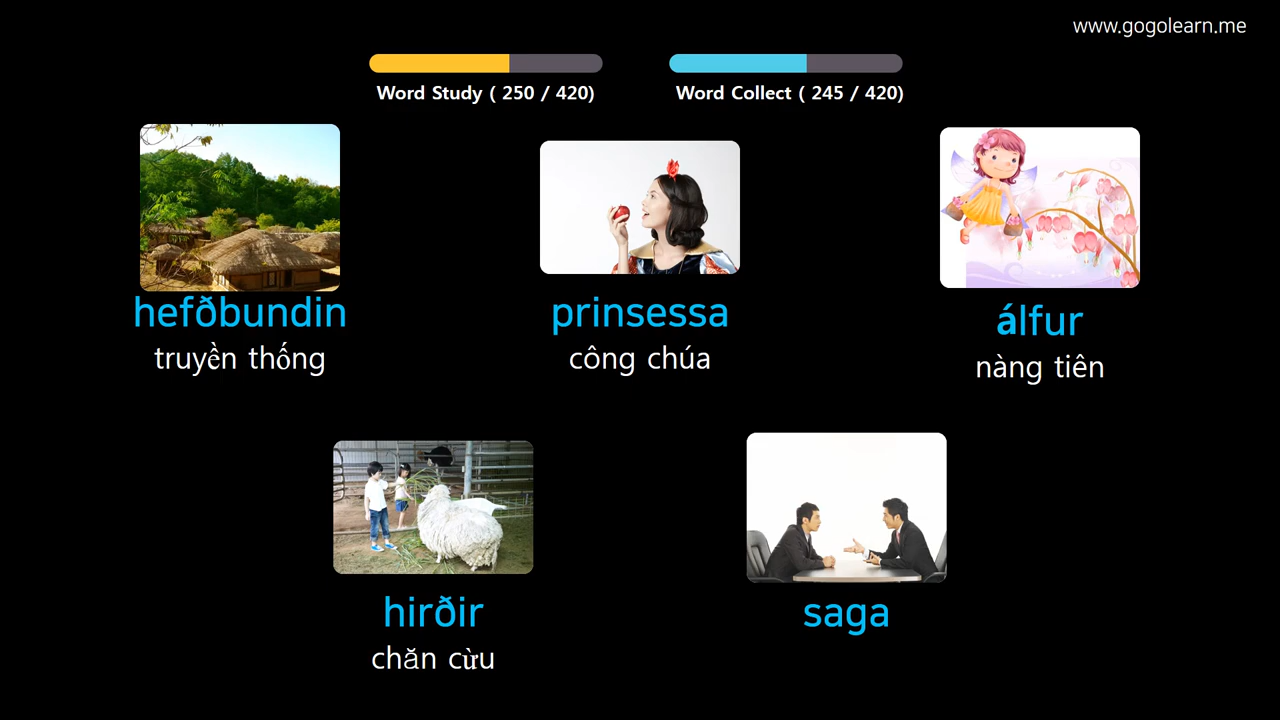 www.gogolearn.me
Word Study ( 250 / 420)
Word Collect ( 245 / 420)
hefðbundin
truyền thống
prinsessa
công chúa
álfur
nàng tiên
hirðir
chăn cừu
saga